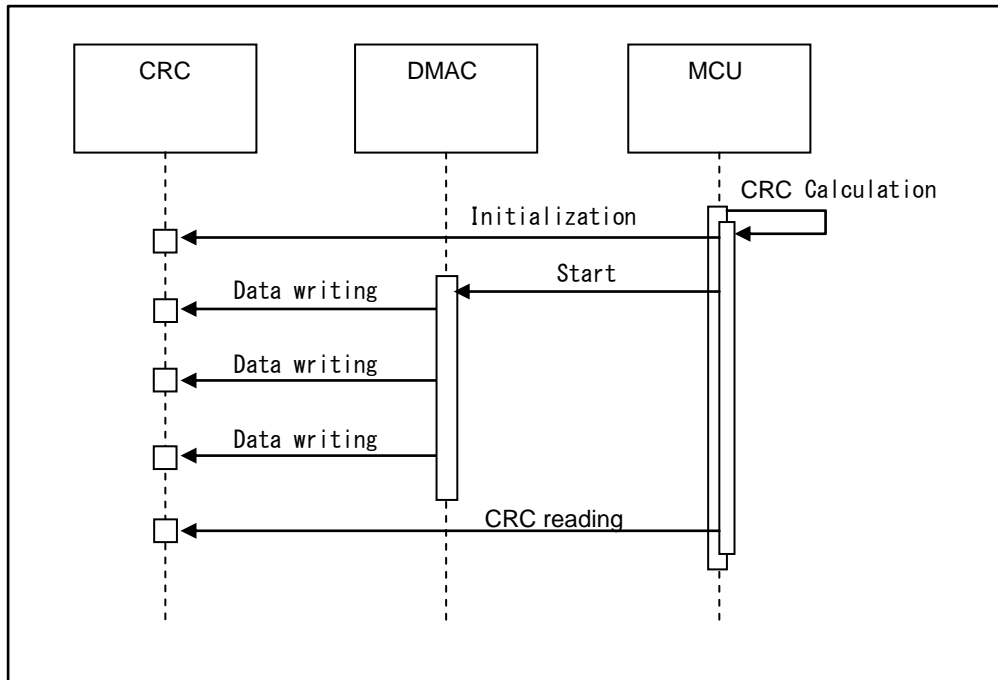 CRC
DMAC
MCU
CRC Calculation
Initialization
Start
Data writing
Data writing
Data writing
CRC reading